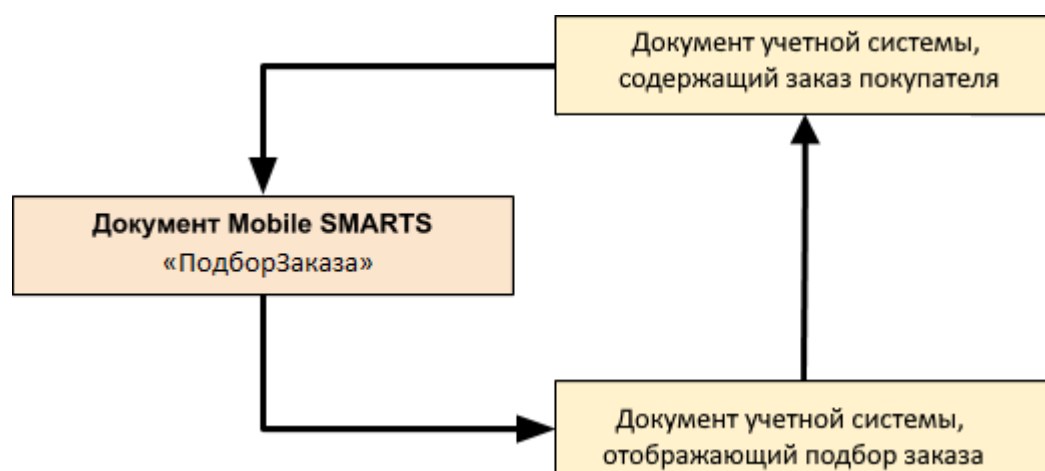 Документ учетной системы,
содержащий заказ покупателя
Документ Mobile SMARTS
«ПодборЗаказа»
Документ учетной системы,
отображающий подбор заказа